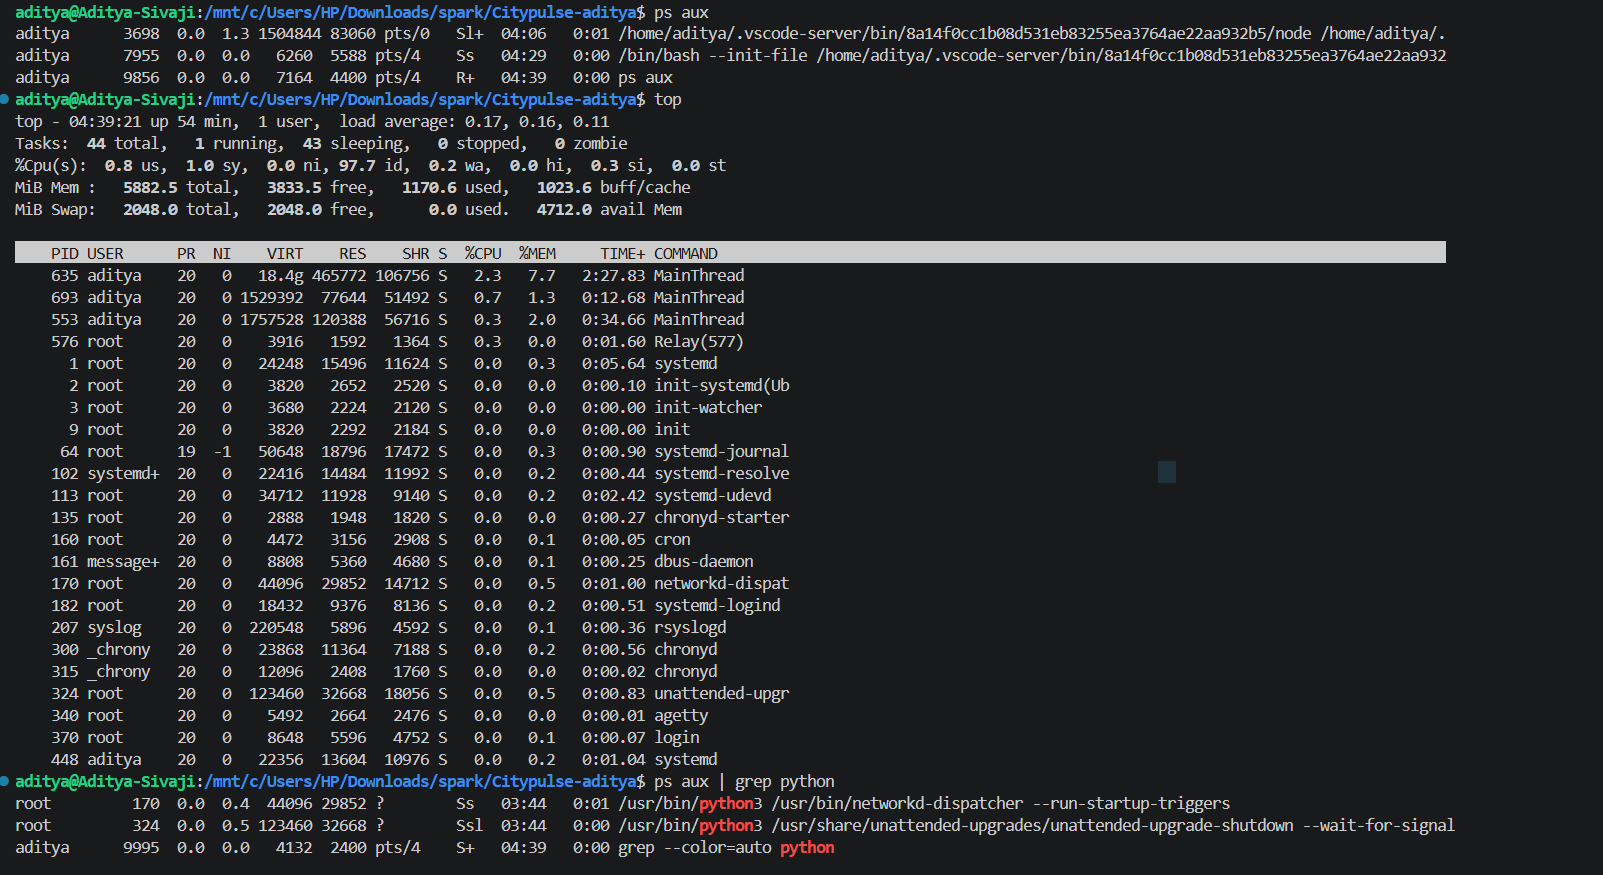 aditya@Aditya-Sivaji:/mnt/c/Users/HP/Downloads/spark/Citypulse-aditya$ ps aux
aditya      3698  0.0  1.3 1504844 83060 pts/0   Sl+  04:06   0:01 /home/aditya/.vscode-server/bin/8a14f0cc1b08d531eb83255ea3764ae22aa932b5/node /home/aditya/.
aditya      7955  0.0  0.0   6260  5588 pts/4    Ss   04:29   0:00 /bin/bash --init-file /home/aditya/.vscode-server/bin/8a14f0cc1b08d531eb83255ea3764ae22aa932
aditya      9856  0.0  0.0   7164  4400 pts/4    R+   04:39   0:00 ps aux
aditya@Aditya-Sivaji:/mnt/c/Users/HP/Downloads/spark/Citypulse-aditya$ top
top - 04:39:21 up 54 min,  1 user,  load average: 0.17, 0.16, 0.11
Tasks:  44 total,   1 running,  43 sleeping,   0 stopped,   0 zombie
%Cpu(s):  0.8 us,  1.0 sy,  0.0 ni, 97.7 id,  0.2 wa,  0.0 hi,  0.3 si,  0.0 st
MiB Mem :   5882.5 total,   3833.5 free,   1170.6 used,   1023.6 buff/cache
MiB Swap:   2048.0 total,   2048.0 free,      0.0 used.   4712.0 avail Mem
    PID USER      PR  NI    VIRT    RES    SHR S  %CPU  %MEM     TIME+ COMMAND
    635 aditya    20   0   18.4g 465772 106756 S   2.3   7.7   2:27.83 MainThread
    693 aditya    20   0 1529392  77644  51492 S   0.7   1.3   0:12.68 MainThread
    553 aditya    20   0 1757528 120388  56716 S   0.3   2.0   0:34.66 MainThread
    576 root      20   0    3916   1592   1364 S   0.3   0.0   0:01.60 Relay(577)
      1 root      20   0   24248  15496  11624 S   0.0   0.3   0:05.64 systemd
      2 root      20   0    3820   2652   2520 S   0.0   0.0   0:00.10 init-systemd(Ub
      3 root      20   0    3680   2224   2120 S   0.0   0.0   0:00.00 init-watcher
      9 root      20   0    3820   2292   2184 S   0.0   0.0   0:00.00 init
     64 root      19  -1   50648  18796  17472 S   0.0   0.3   0:00.90 systemd-journal
    102 systemd+  20   0   22416  14484  11992 S   0.0   0.2   0:00.44 systemd-resolve
    113 root      20   0   34712  11928   9140 S   0.0   0.2   0:02.42 systemd-udevd
    135 root      20   0    2888   1948   1820 S   0.0   0.0   0:00.27 chronyd-starter
    160 root      20   0    4472   3156   2908 S   0.0   0.1   0:00.05 cron
    161 message+  20   0    8808   5360   4680 S   0.0   0.1   0:00.25 dbus-daemon
    170 root      20   0   44096  29852  14712 S   0.0   0.5   0:01.00 networkd-dispat
    182 root      20   0   18432   9376   8136 S   0.0   0.2   0:00.51 systemd-logind
    207 syslog    20   0  220548   5896   4592 S   0.0   0.1   0:00.36 rsyslogd
    300 _chrony   20   0   23868  11364   7188 S   0.0   0.2   0:00.56 chronyd
    315 _chrony   20   0   12096   2408   1760 S   0.0   0.0   0:00.02 chronyd
    324 root      20   0  123460  32668  18056 S   0.0   0.5   0:00.83 unattended-upgr
    340 root      20   0    5492   2664   2476 S   0.0   0.0   0:00.01 agetty
    370 root      20   0    8648   5596   4752 S   0.0   0.1   0:00.07 login
    448 aditya    20   0   22356  13604  10976 S   0.0   0.2   0:01.04 systemd
aditya@Aditya-Sivaji:/mnt/c/Users/HP/Downloads/spark/Citypulse-aditya$ ps aux | grep python
root         170  0.0  0.4  44096 29852 ?        Ss   03:44   0:01 /usr/bin/python3 /usr/bin/networkd-dispatcher --run-startup-triggers
root         324  0.0  0.5 123460 32668 ?        Ssl  03:44   0:00 /usr/bin/python3 /usr/share/unattended-upgrades/unattended-upgrade-shutdown --wait-for-signal
aditya      9995  0.0  0.0   4132  2400 pts/4    S+   04:39   0:00 grep --color=auto python